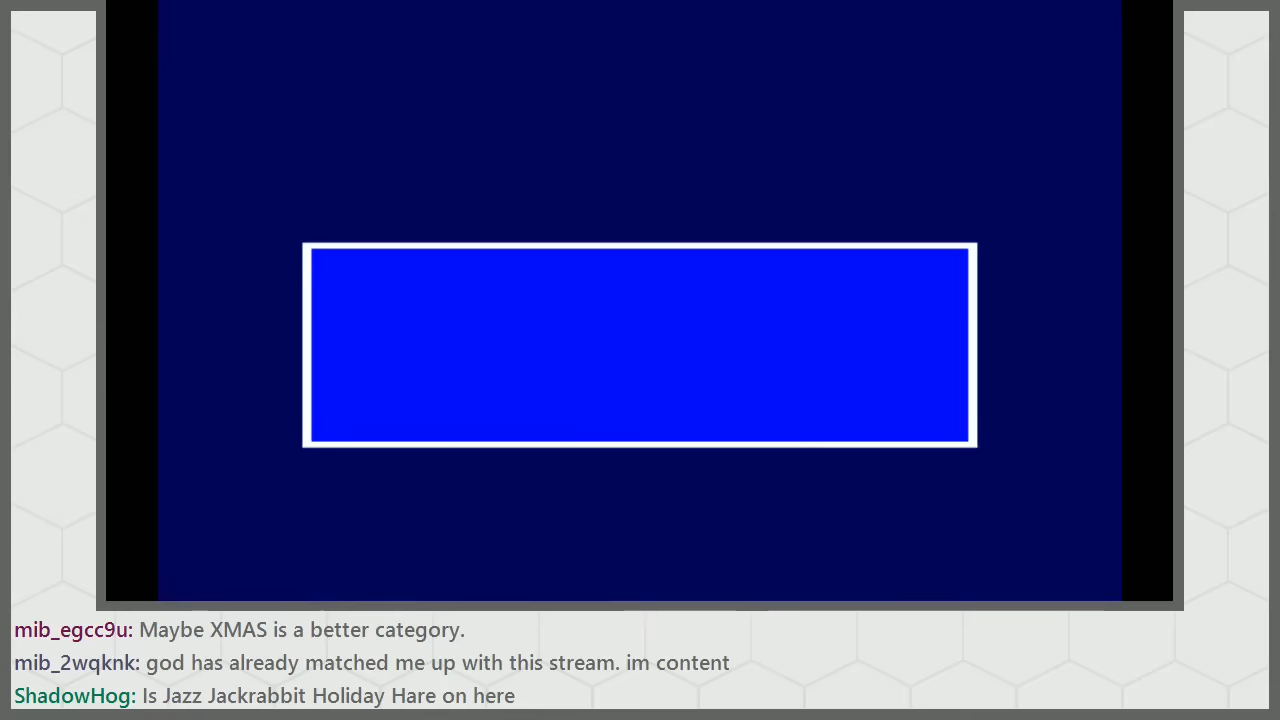 mib_egcc9u: Maybe XMAS is a better category.
mib_2wqknk: god has already matched me up with this stream. im content
ShadowHog: Is Jazz Jackrabbit Holiday Hare on here